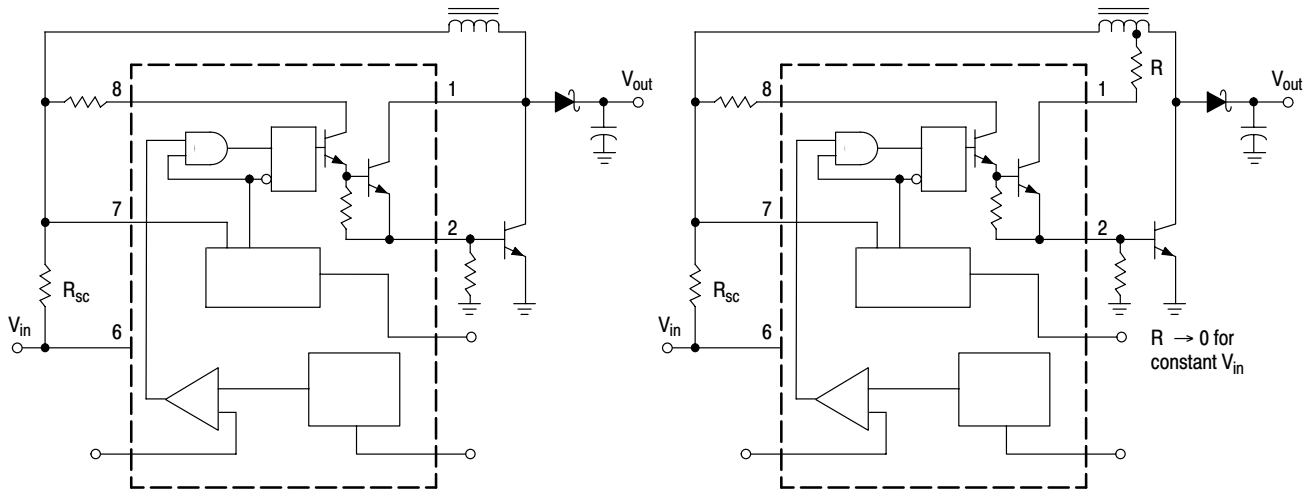 8
1
V_out
7
2
R_sc
V_in
6
R
8
1
V_out
7
2
R_sc
V_in
6
R → 0 for
constant V_in